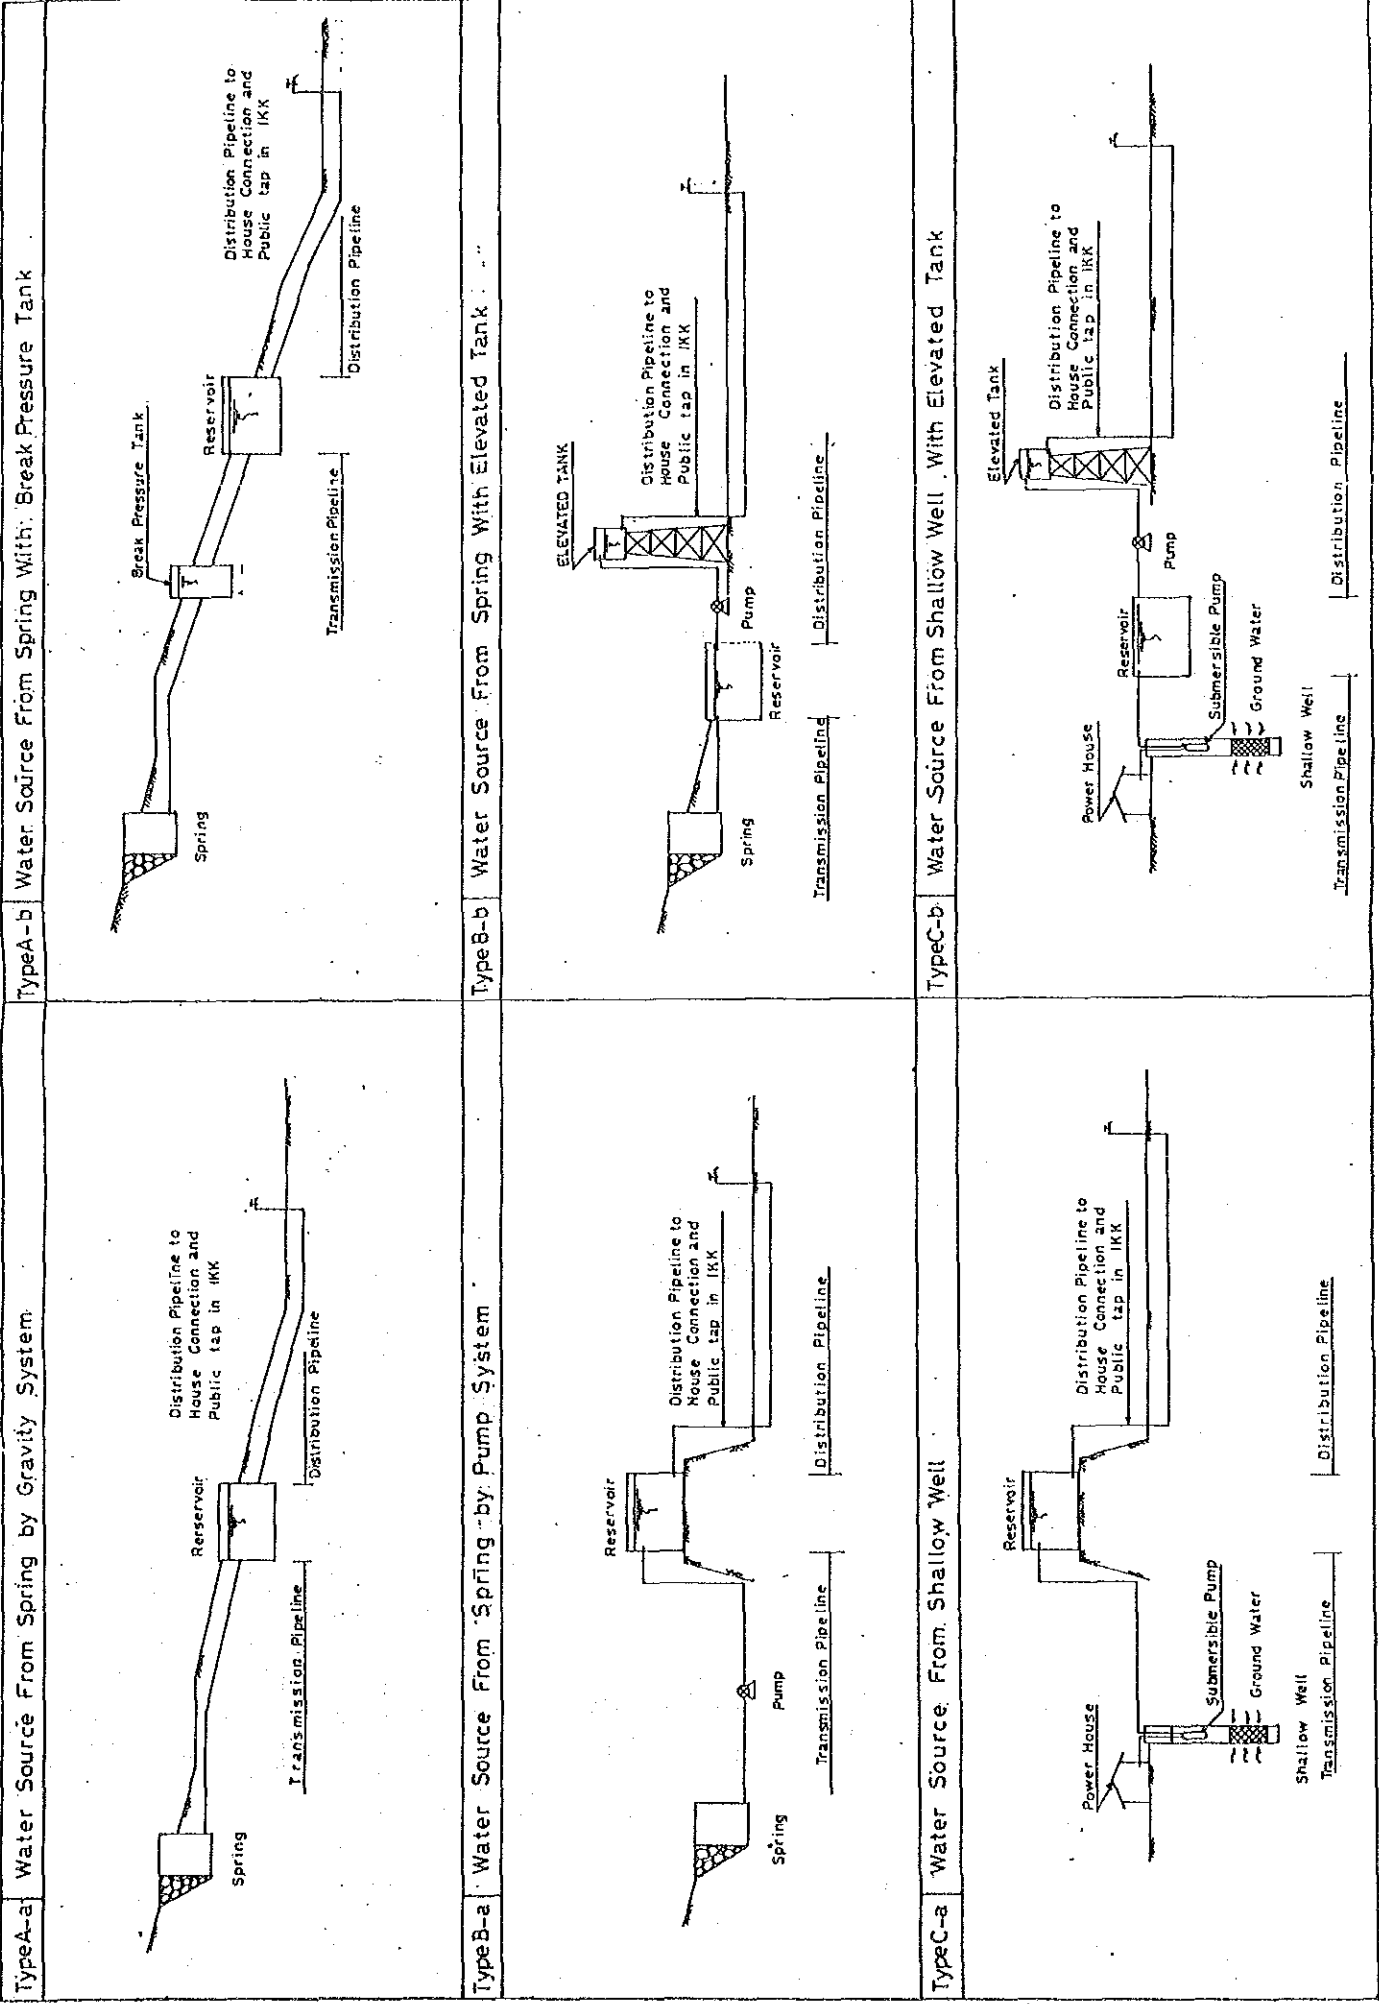 TypeA-a
Water Source From Spring by Gravity System
Distribution Pipeline to
House Connection and
Public tap in IKK
Rerservoir
Spring
Distribution Pipeline
Transmission Pipeline
TypeA-b
Water Source From Spring With Break Pressure Tank
Distribution Pipeline to
House Connection and
Public tap in IKK
Break Pressure Tank
Reservoir
Spring
Distribution Pipeline
Transmission Pipeline
TypeB-a
Water Source From Spring by Pump System
Reservoir
Distribution Pipeline to
House Connection and
Public tap in IKK
Spring
Pump
Transmission Pipeline
Distribution Pipeline
TypeB-b
Water Source From Spring With Elevated Tank
ELEVATED TANK
Distribution Pipeline to
House Connection and
Public tap in IKK
Spring
Pump
Reservoir
Transmission Pipeline
Distribution Pipeline
TypeC-a
Water Source From Shallow Well
Reservoir
Distribution Pipeline to
House Connection and
Public tap in IKK
Power House
Submersible Pump
Ground Water
Shallow Well
Transmission Pipeline
Distribution Pipeline
TypeC-b
Water Source From Shallow Well With Elevated Tank
Elevated Tank
Distribution Pipeline to
House Connection and
Public tap in IKK
Power House
Reservoir
Pump
Submersible Pump
Ground Water
Shallow Well
Transmission Pipeline
Distribution Pipeline